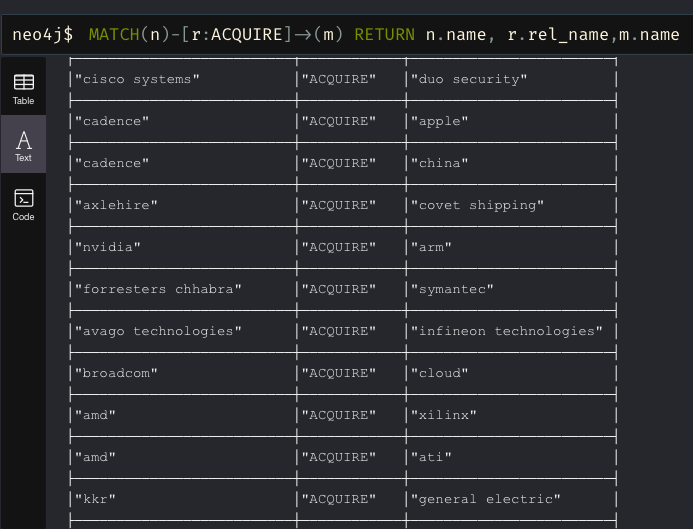 neo4j$ MATCH(n)-[r:ACQUIRE]→(m) RETURN n.name, r.rel_name,m.name
Table
Text
Code
"cisco systems" "ACQUIRE" "duo security"
"cadence" "ACQUIRE" "apple"
"cadence" "ACQUIRE" "china"
"axlehire" "ACQUIRE" "covet shipping"
"nvidia" "ACQUIRE" "arm"
"forresters chhabra" "ACQUIRE" "symantec"
"avago technologies" "ACQUIRE" "infineon technologies"
"broadcom" "ACQUIRE" "cloud"
"amd" "ACQUIRE" "xilinx"
"amd" "ACQUIRE" "ati"
"kkr" "ACQUIRE" "general electric"